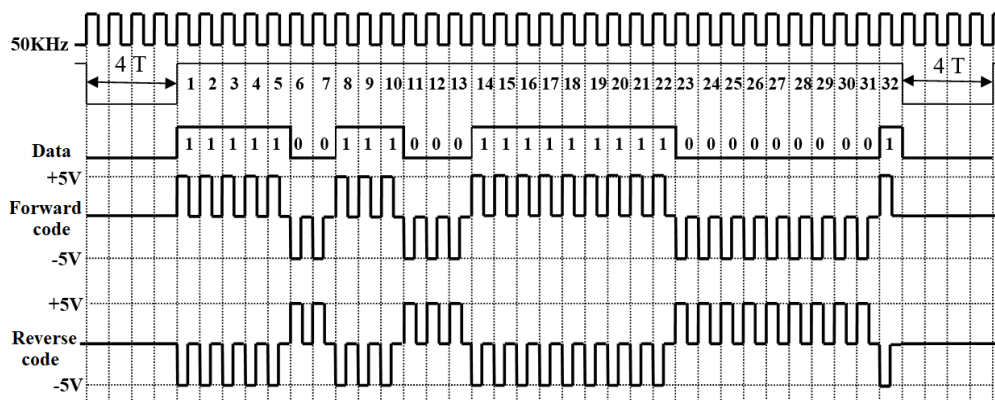 50KHz
4 T 1 2 3 4 5 6 7 8 9 10 11 12 13 14 15 16 17 18 19 20 21 22 23 24 25 26 27 28 29 30 31 32 4 T
Data 1 1 1 1 1 0 0 1 1 1 0 0 0 1 1 1 1 1 1 1 1 1 0 0 0 0 0 0 0 0 0 1
+5V
Forward
code
-5V
+5V
Reverse
code
-5V